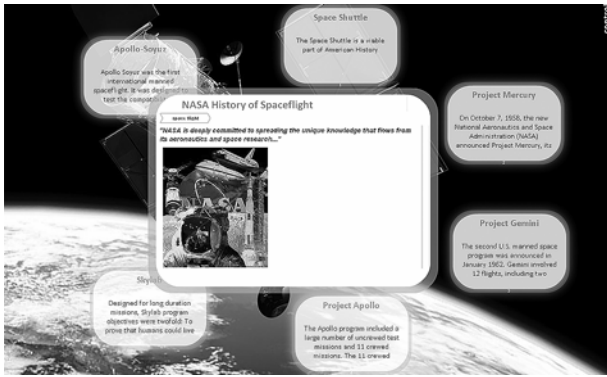 Space Shuttle
The Space Shuttle is a viable
part of American History
Apollo-Soyus
Apollo Soyus was the first
international manned
spaceflight. It was designed to
test the
NASA History of Spaceflight
space flight
"NASA is deeply committed to spreading the unique knowledge that flows from
its aeronautics and space research..."
NASA
Project Mercury
On October 7, 1958, the new
National Aeronautics and Space
Administration (NASA)
announced Project Mercury, its
Project Gemini
The second U.S. manned space
program was announced in
January 1962. Gemini involved
12 flights, including two
Skylab
Designed for long duration
missions, Skylab program
objectives were twofold: To
prove that humans could live
Project Apollo
The Apollo program included a
large number of uncrewed test
missions and 11 crewed
missions. The 11 crewed